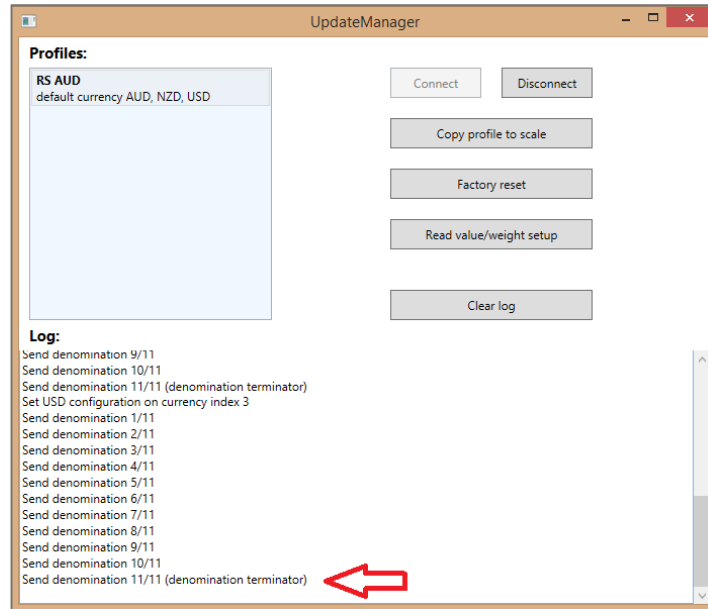 UpdateManager
Profiles:
RS AUD
default currency AUD, NZD, USD
Connect
Disconnect
Copy profile to scale
Factory reset
Read value/weight setup
Clear log
Log:
Send denomination 9/11
Send denomination 10/11
Send denomination 11/11 (denomination terminator)
Set USD configuration on currency index 3
Send denomination 1/11
Send denomination 2/11
Send denomination 3/11
Send denomination 4/11
Send denomination 5/11
Send denomination 6/11
Send denomination 7/11
Send denomination 8/11
Send denomination 9/11
Send denomination 10/11
Send denomination 11/11 (denomination terminator)